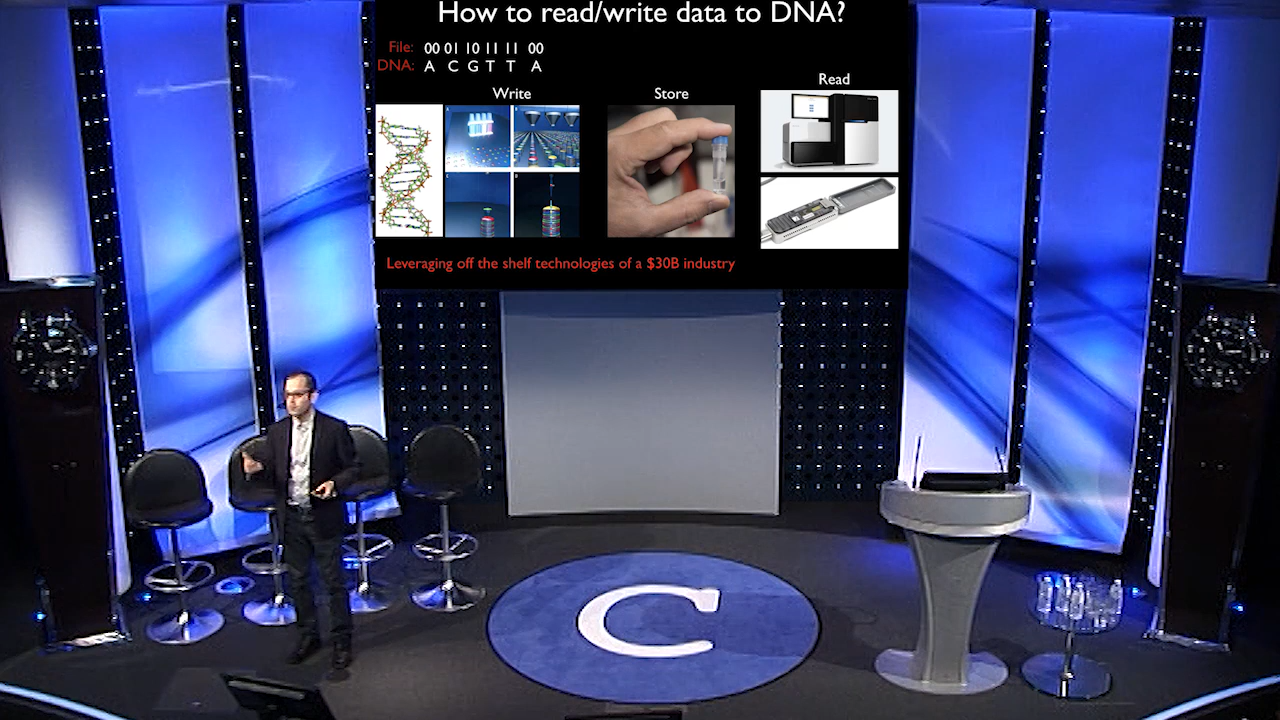 How to read/write data to DNA?
File: 00 01 10 11 11 00
DNA: A C G T T A
Write
Store
Read
Leveraging off the shelf technologies of a $30B industry
C